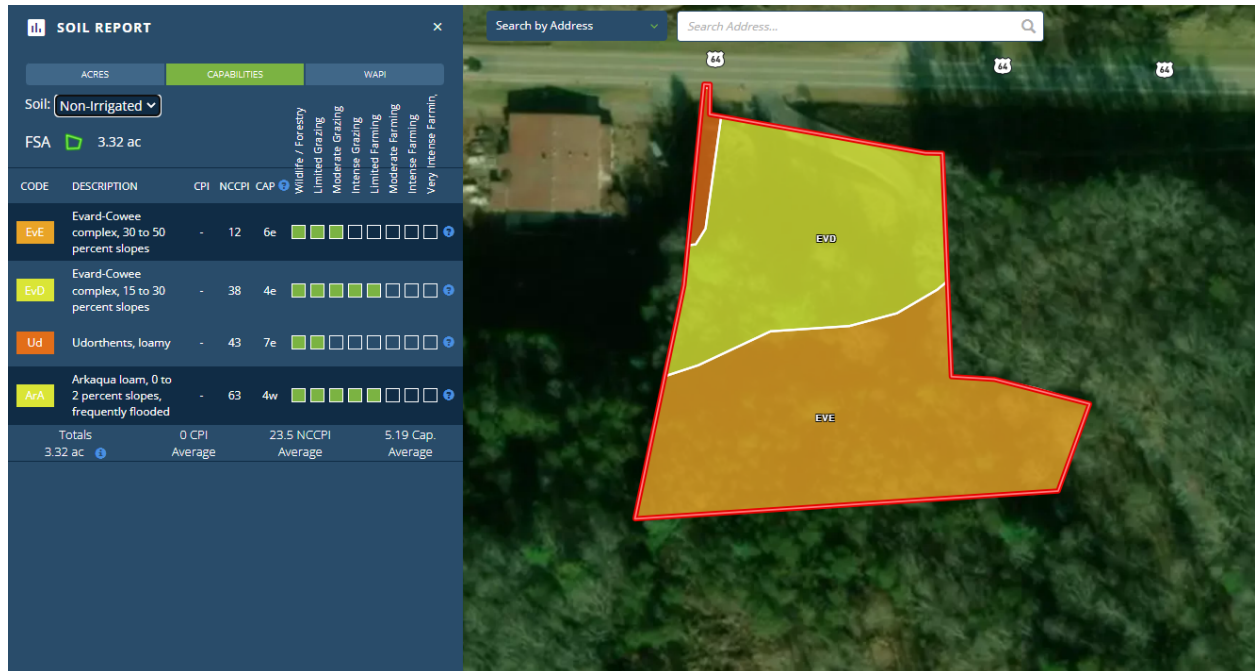 SOIL REPORT ×
ACRES CAPABILITIES WAPI
Soil: Non-Irrigated
FSA 3.32 ac
CODE DESCRIPTION CPI NCCPI CAP ? Wildlife / Forestry Limited Grazing Moderate Grazing Intense Grazing Limited Farming Moderate Farming Intense Farming Very Intense Farmin,
Evard-Cowee
EvE complex, 30 to 50 - 12 6e ?
percent slopes
Evard-Cowee
EvD complex, 15 to 30 - 38 4e ?
percent slopes
Ud Udorthents, loamy - 43 7e ?
Arkaqua loam, 0 to
ArA 2 percent slopes, - 63 4w ?
frequently flooded
Totals 0 CPI 23.5 NCCPI 5.19 Cap.
3.32 ac i Average Average Average
Search by Address Search Address...
64
64
64
EVD
EVE